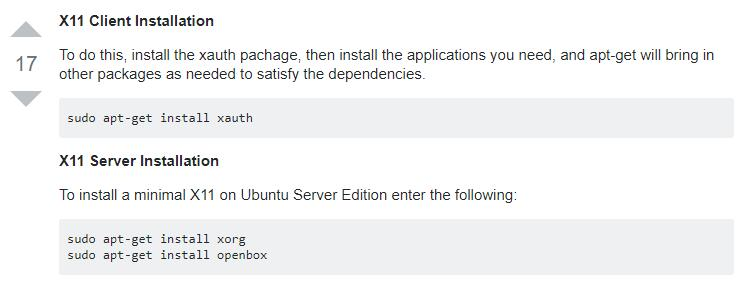 X11 Client Installation
17
To do this, install the xauth pachage, then install the applications you need, and apt-get will bring in
other packages as needed to satisfy the dependencies.
sudo apt-get install xauth
X11 Server Installation
To install a minimal X11 on Ubuntu Server Edition enter the following:
sudo apt-get install xorg
sudo apt-get install openbox